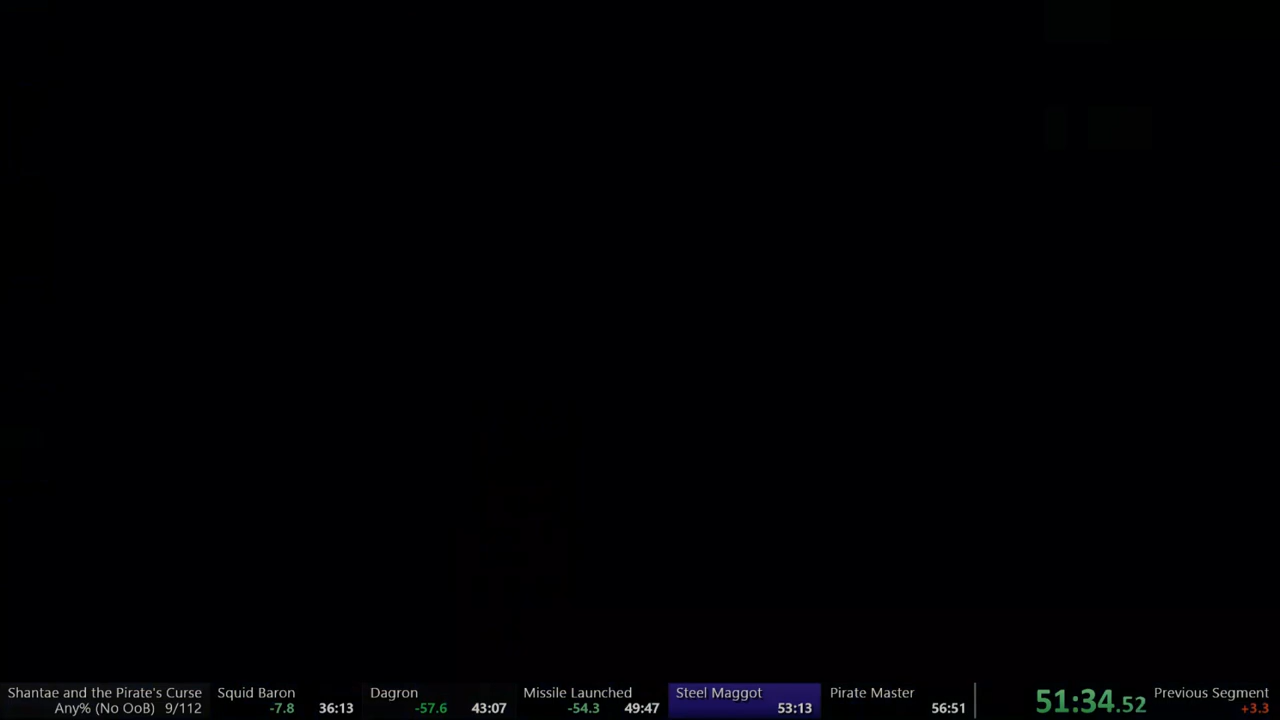 Shantae and the Pirate's Curse
Any% (No OoB) 9/112
Squid Baron
-7.8 36:13
Dagron
-57.6 43:07
Missile Launched
-54.3 49:47
Steel Maggot
53:13
Pirate Master
56:51
51:34.52
Previous Segment
+3.3